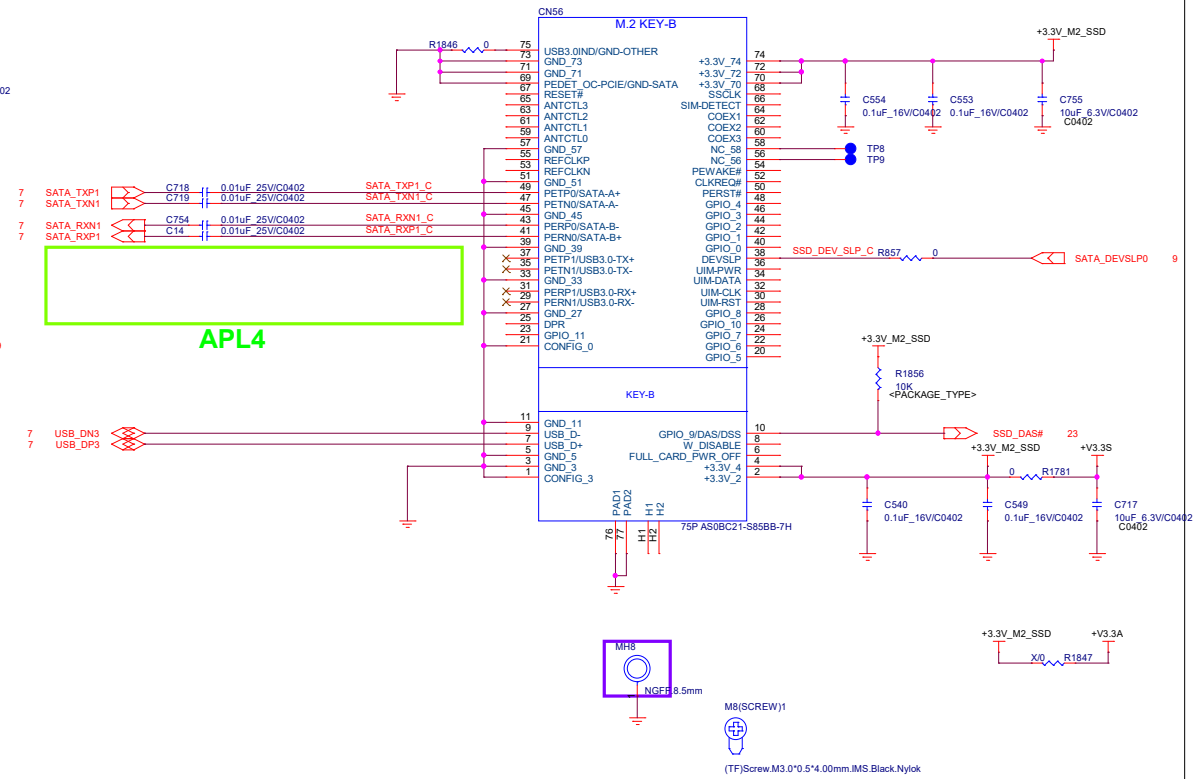 CN56
M.2 KEY-B
R1846 0
75 USB3.0IND/GND-OTHER
73 GND_73
71 GND_71
69 PEDET_OC-PCIE/GND-SATA
67 RESET#
65 ANTCTL3
63 ANTCTL2
61 ANTCTL1
59 ANTCTL0
57 GND_57
55 REFCLKP
53 REFCLKN
51 GND_51
49 PETP0/SATA-A+
47 PETN0/SATA-A-
45 GND_45
43 PERP0/SATA-B-
41 PERN0/SATA-B+
39 GND_39
37 PETP1/USB3.0-TX+
35 PETN1/USB3.0-TX-
33 GND_33
31 PERP1/USB3.0-RX+
29 PERN1/USB3.0-RX-
27 GND_27
25 DPR
23 GPIO_11
21 CONFIG_0
+3.3V_74 74
+3.3V_72 72
+3.3V_70 70
SSCLK 68
SIM-DETECT 66
COEX1 64
COEX2 62
COEX3 60
NC_58 58
NC_56 56
PEWAKE# 54
CLKREQ# 52
PERST# 50
GPIO_4 48
GPIO_3 46
GPIO_2 44
GPIO_1 42
GPIO_0 40
DEVSLP 38
UIM-PWR 36
UIM-DATA 34
UIM-CLK 32
UIM-RST 30
GPIO_8 28
GPIO_10 26
GPIO_7 24
GPIO_6 22
GPIO_5 20
KEY-B
11 GND_11
9 USB_D-
7 USB_D+
5 GND_5
3 GND_3
1 CONFIG_3
GPIO_9/DAS/DSS 10
W_DISABLE 8
FULL_CARD_PWR_OFF 6
+3.3V_4 4
+3.3V_2 2
PAD1
PAD2
H1
H2
76
77
H1
H2
75P AS0BC21-S85BB-7H
02
7 SATA_TXP1 C718 0.01uF_25V/C0402 SATA_TXP1_C
7 SATA_TXN1 C719 0.01uF_25V/C0402 SATA_TXN1_C
7 SATA_RXN1 C754 0.01uF_25V/C0402 SATA_RXN1_C
7 SATA_RXP1 C14 0.01uF_25V/C0402 SATA_RXP1_C
APL4
7 USB_DN3
7 USB_DP3
+3.3V_M2_SSD
C554
0.1uF_16V/C0402
C553
0.1uF_16V/C0402
C755
10uF_6.3V/C0402
C0402
TP8
TP9
SSD_DEV_SLP_C R857 0 SATA_DEVSLP0 9
+3.3V_M2_SSD
R1856
10K
<PACKAGE_TYPE>
SSD_DAS# 23
+3.3V_M2_SSD +V3.3S
0 R1781
C540
0.1uF_16V/C0402
C549
0.1uF_16V/C0402
C717
10uF_6.3V/C0402
C0402
+3.3V_M2_SSD +V3.3A
X/0 R1847
MH8
NGFF.8.5mm
M8(SCREW)1
(TF)Screw.M3.0*0.5*4.00mm.IMS.Black.Nylok